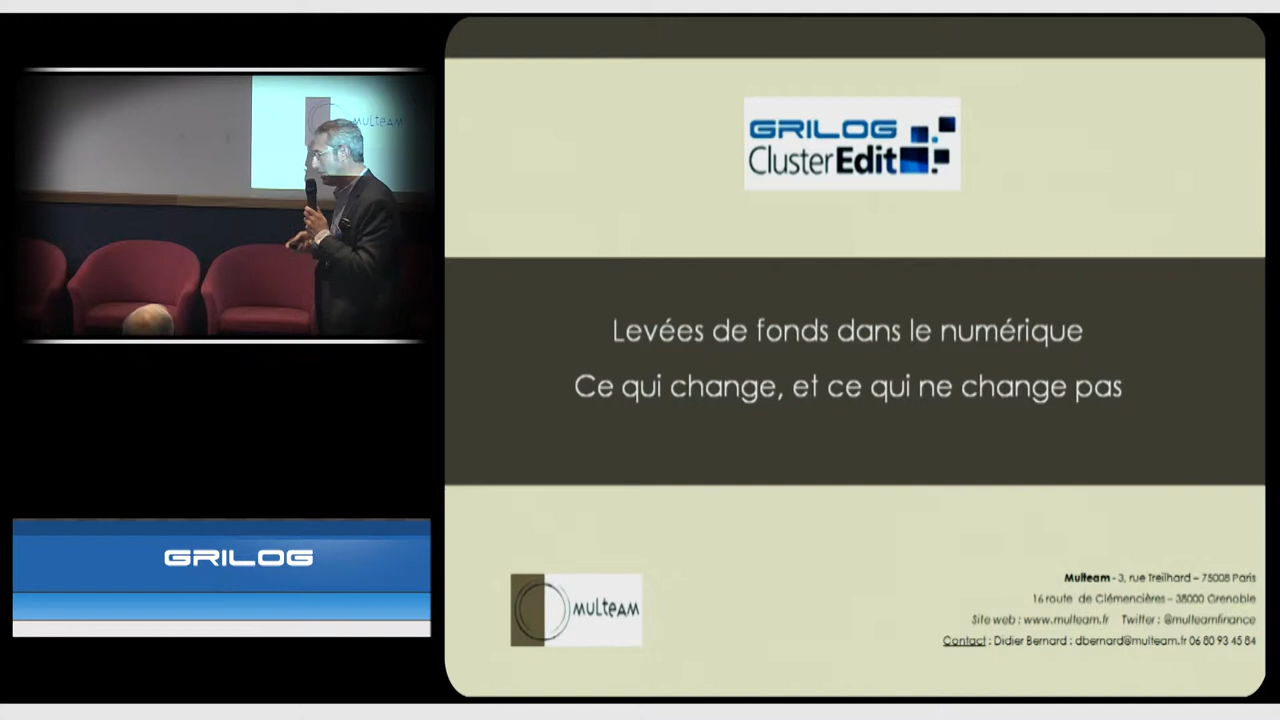 MULTEAM
GRILOG
ClusterEdit
Levées de fonds dans le numérique
Ce qui change, et ce qui ne change pas
GRILOG
MULTEAM
Multeam - 3, rue Treilhard – 75008 Paris
16 route de Clémencières – 38000 Grenoble
Site web : www.multeam.fr Twitter : @multeamfinance
Contact : Didier Bernard : dbernard@multeam.fr 06 80 93 45 84